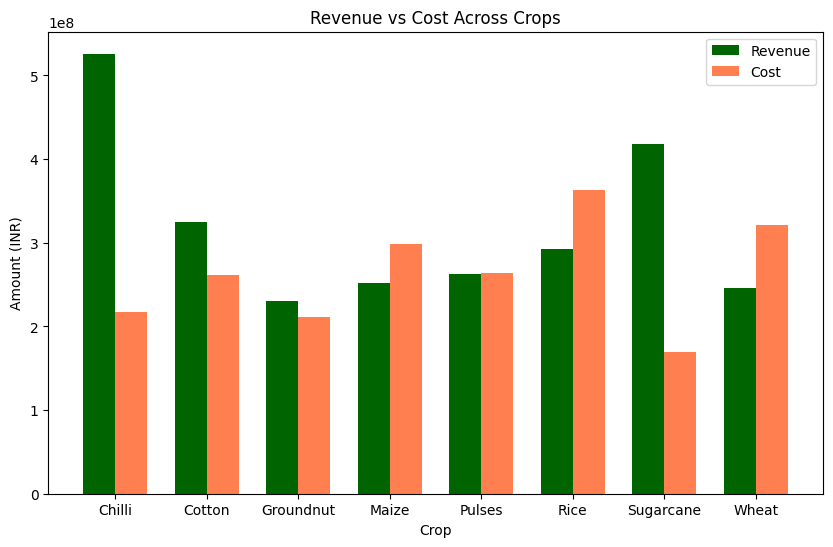 Revenue vs Cost Across Crops
1e8
Revenue
Cost
5
4
3
2
1
0
Amount (INR)
Chilli Cotton Groundnut Maize Pulses Rice Sugarcane Wheat
Crop